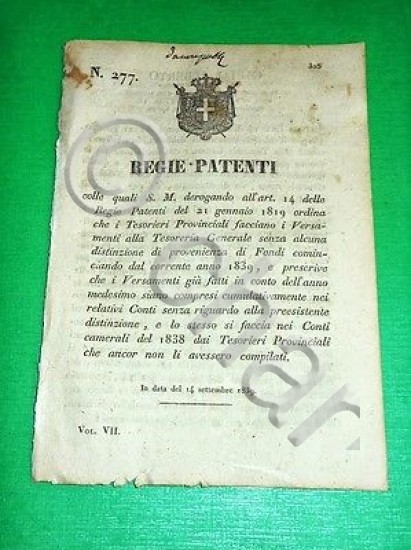 N. 277.
305
REGIE PATENTI
colle quali S. M. derogando all'art. 14 delle
Regie Patenti del 21 gennaio 1819 ordina
che i Tesorieri Provinciali facciano i Versa-
menti alla Tesoreria Generale senza alcuna
distinzione di provenienza di Fondi comin-
ciando dal corrente anno 1839, e prescrive
che i Versamenti già fatti in conto dell'anno
medesimo siano compresi cumulativamente nei
relativi Conti senza riguardo alla preesistente
distinzione, e lo stesso si faccia nei Conti
camerali del 1838 dai Tesorieri Provinciali
che ancor non li avessero compilati.
In data del 14 settembre 1839.
Vol. VII.